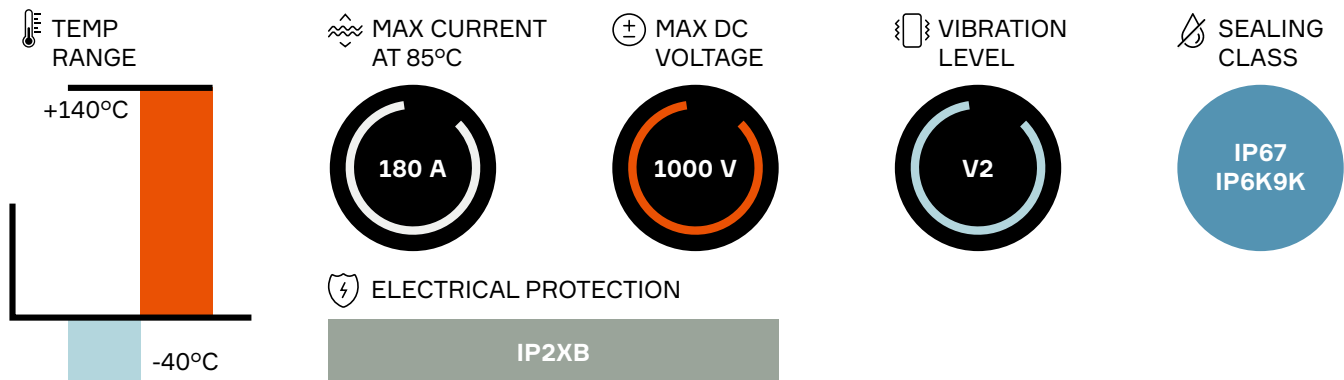 TEMP
RANGE
+140°C
-40°C
MAX CURRENT
AT 85°C
180 A
MAX DC
VOLTAGE
1000 V
VIBRATION
LEVEL
V2
SEALING
CLASS
IP67
IP6K9K
ELECTRICAL PROTECTION
IP2XB